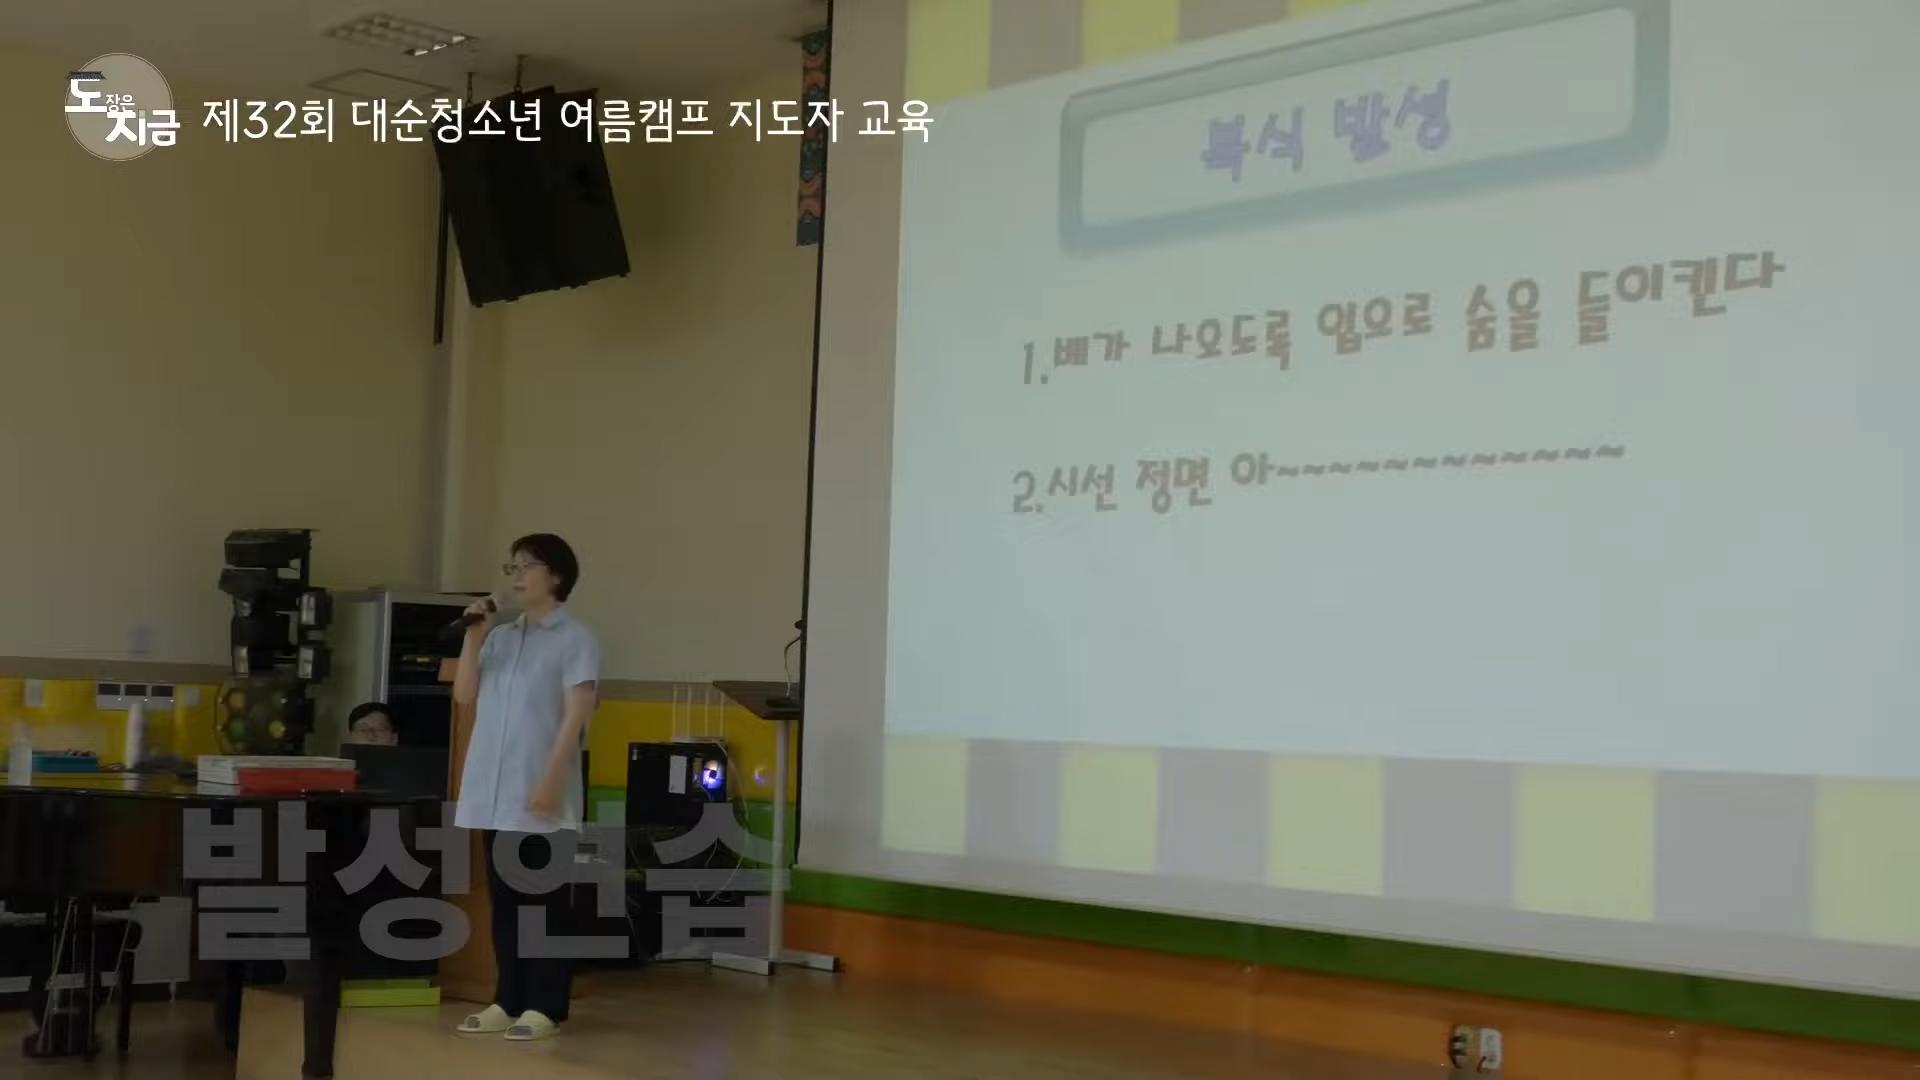 도장은
지금
제32회 대순청소년 여름캠프 지도자 교육
복식 발성
1.배가 나오도록 입으로 숨을 들이킨다
2.시선 정면 아~~~~~~~~~~~~~
발성연습